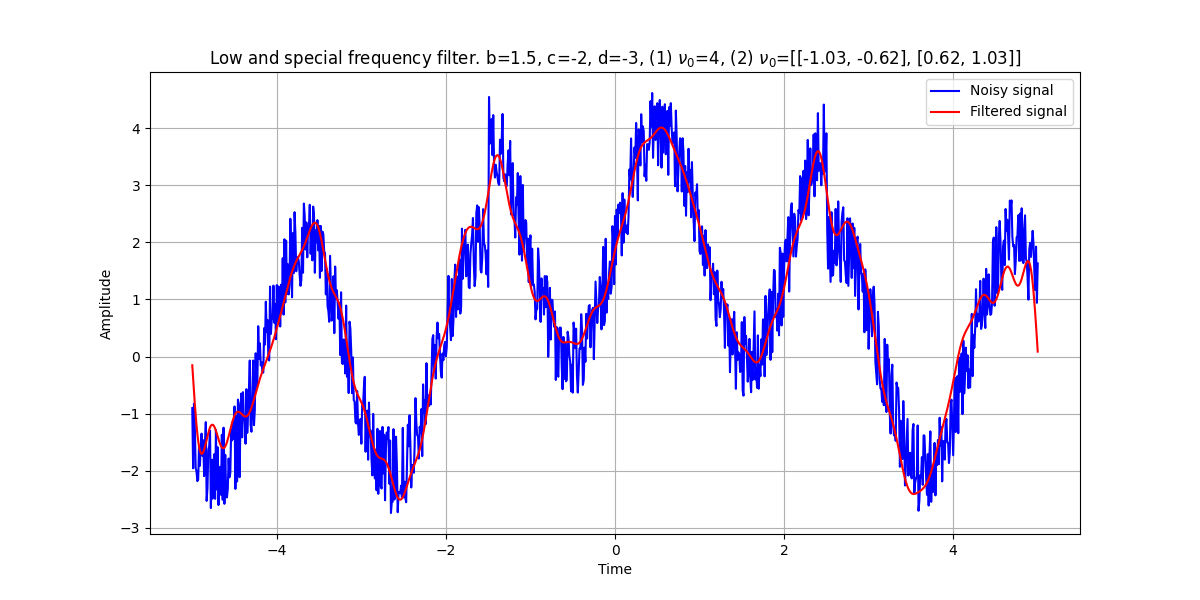 Low and special frequency filter. b=1.5, c=-2, d=-3, (1) ν₀=4, (2) ν₀=[[-1.03, -0.62], [0.62, 1.03]]
Noisy signal
Filtered signal
Amplitude
4
3
2
1
0
−1
−2
−3
−4 −2 0 2 4
Time